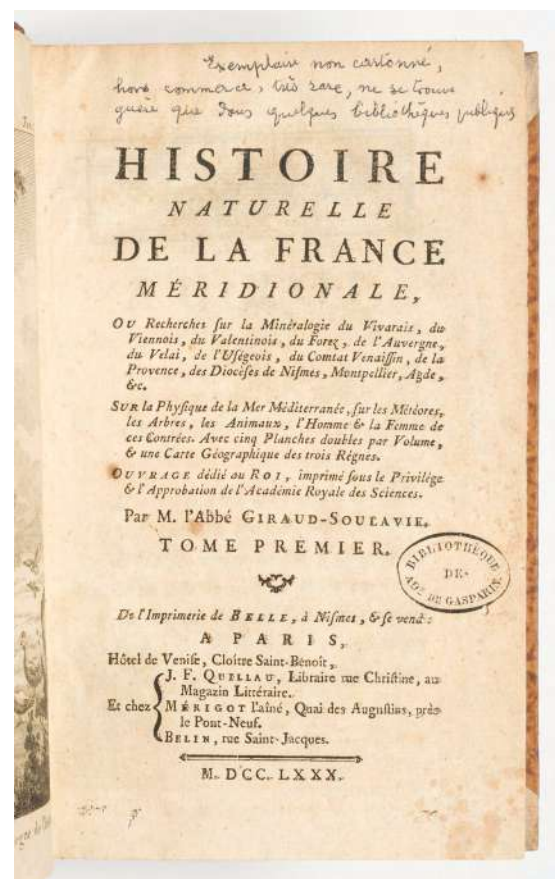 Exemplaire non cartonné,
hors commerce, très rare, ne se trouve
guère que dans quelques bibliothèques publiques
HISTOIRE
NATURELLE
DE LA FRANCE
MÉRIDIONALE,
OU Recherches sur la Minéralogie du Vivarais, du
Viennois, du Valentinois, du Forez, de l'Auvergne,
du Velai, de l'Uségeois, du Comtat Venaissin, de la
Provence, des Diocèses de Nismes, Montpellier, Agde,
&c.
SUR la Physique de la Mer Méditerranée, sur les Météores,
les Arbres, les Animaux, l'Homme & la Femme de
ces Contrées. Avec cinq Planches doubles par Volume,
& une Carte Géographique des trois Règnes.
OUVRAGE dédié au ROI, imprimé sous le Privilége
& l'Approbation de l'Académie Royale des Sciences.
Par M. l'Abbé GIRAUD-SOULAVIE.
TOME PREMIER.
BIBLIOTHEQUE
DE
ADn. DE GASPARIN.
De l'Imprimerie de BELLE, à Nismes, & se vend:
A PARIS,
Hôtel de Venise, Cloître Saint-Benoît,
J. F. QUELLAU, Libraire rue Christine, au
Magazin Littéraire.
Et chez MÉRIGOT l'aîné, Quai des Augustins, près
le Pont-Neuf.
BELIN, rue Saint-Jacques.
M. DCC. LXXX.